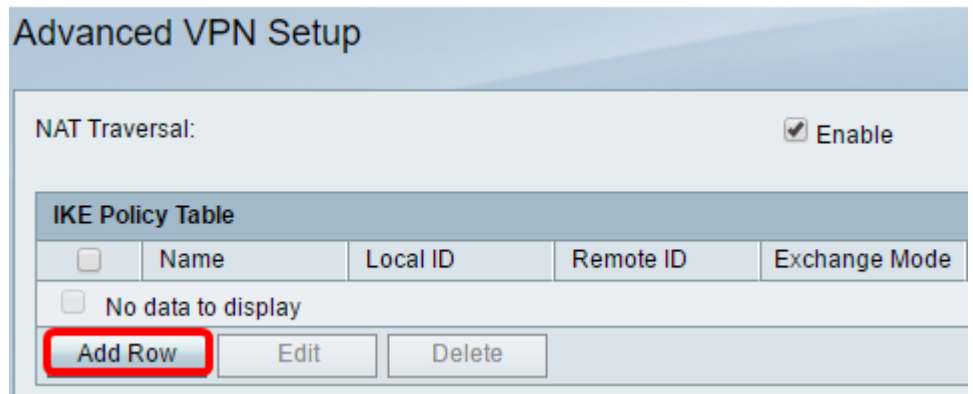 Advanced VPN Setup
NAT Traversal: Enable
IKE Policy Table
Name Local ID Remote ID Exchange Mode
No data to display
Add Row Edit Delete